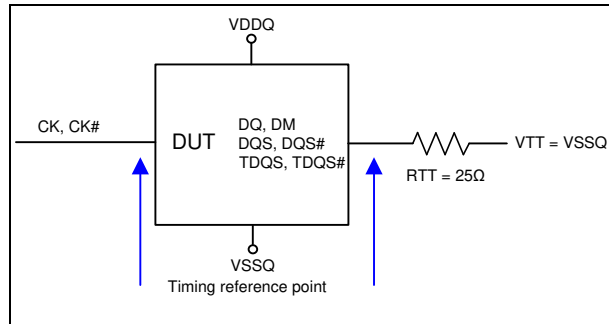 VDDQ
CK, CK#
DUT
DQ, DM
DQS, DQS#
TDQS, TDQS#
VTT = VSSQ
RTT = 25Ω
VSSQ
Timing reference point